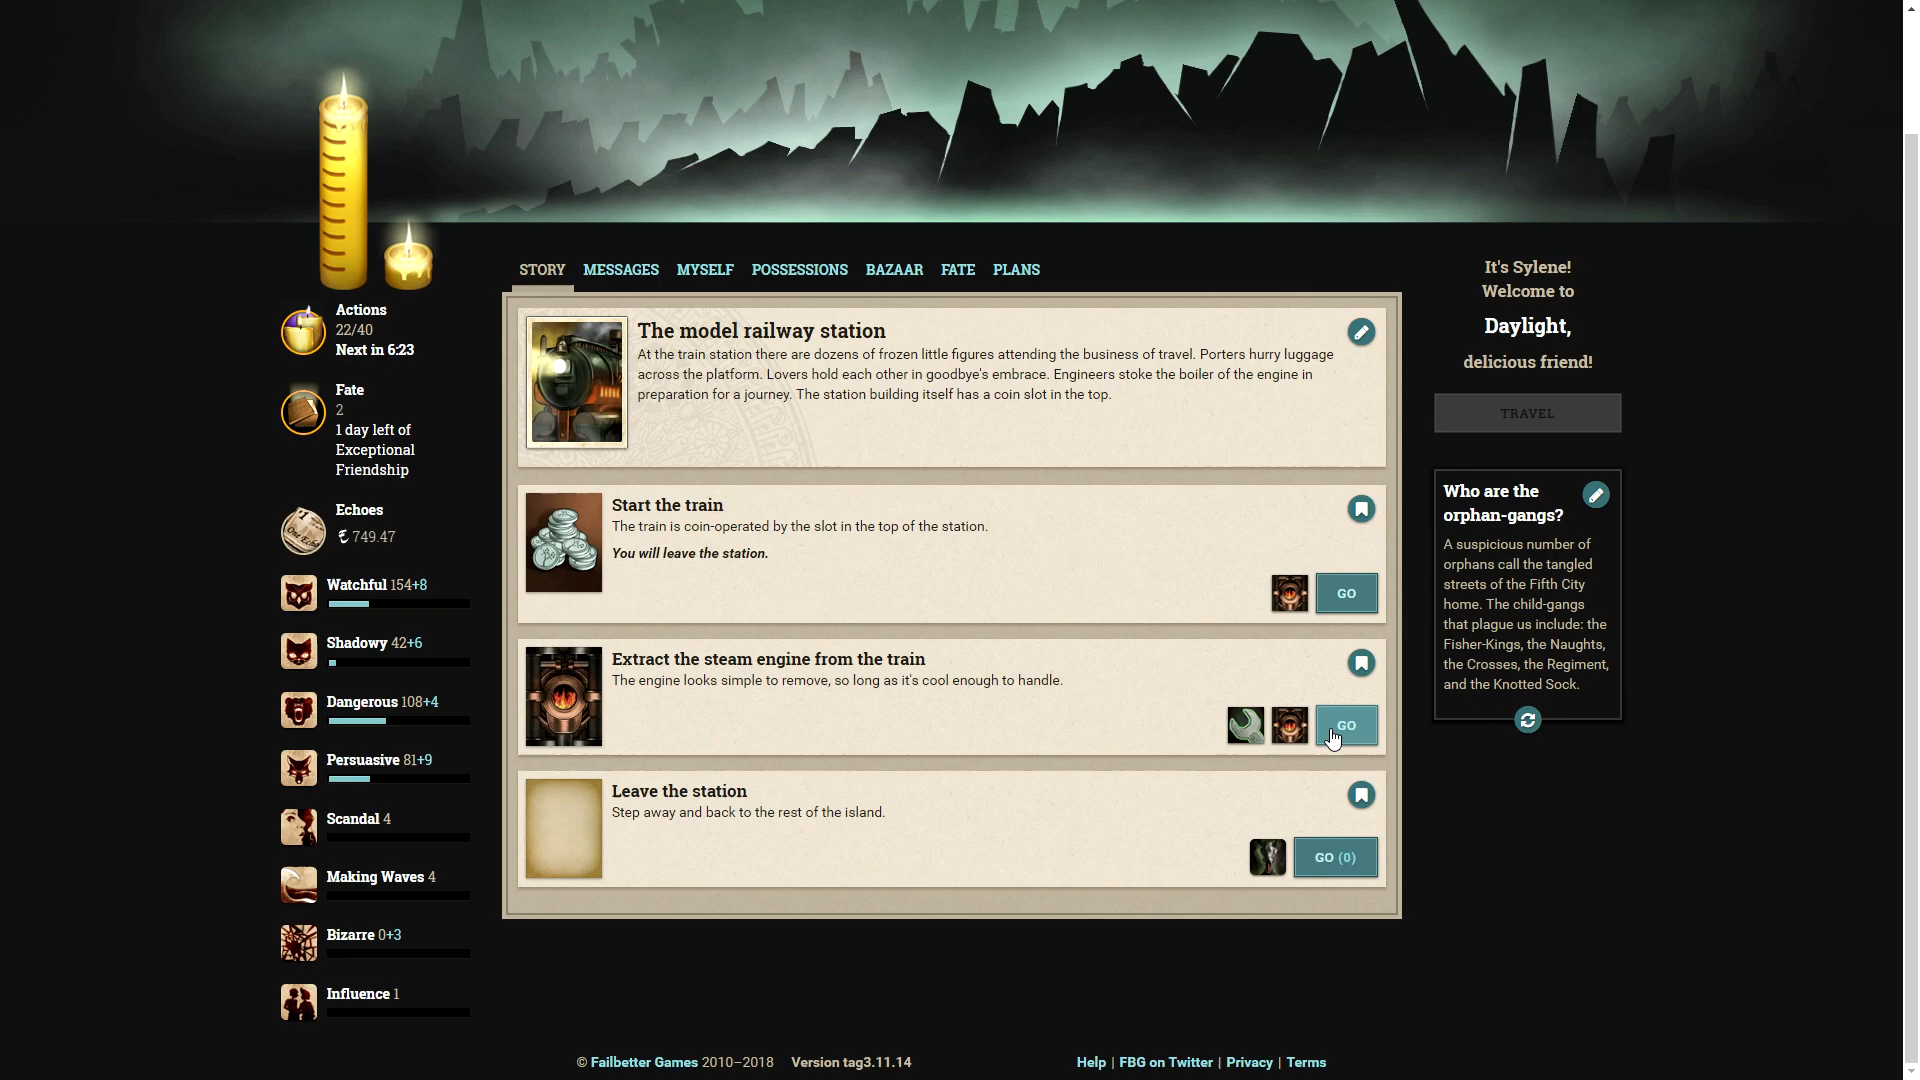 STORY MESSAGES MYSELF POSSESSIONS BAZAAR FATE PLANS
Actions
22/40
Next in 6:23
Fate
2
1 day left of
Exceptional
Friendship
Echoes
749.47
Watchful 154+8
Shadowy 42+6
Dangerous 108+4
Persuasive 81+9
Scandal 4
Making Waves 4
Bizarre 0+3
Influence 1
The model railway station
At the train station there are dozens of frozen little figures attending the business of travel. Porters hurry luggage
across the platform. Lovers hold each other in goodbye's embrace. Engineers stoke the boiler of the engine in
preparation for a journey. The station building itself has a coin slot in the top.
Start the train
The train is coin-operated by the slot in the top of the station.
You will leave the station.
GO
Extract the steam engine from the train
The engine looks simple to remove, so long as it's cool enough to handle.
GO
Leave the station
Step away and back to the rest of the island.
GO (0)
It's Sylene!
Welcome to
Daylight,
delicious friend!
TRAVEL
Who are the
orphan-gangs?
A suspicious number of
orphans call the tangled
streets of the Fifth City
home. The child-gangs
that plague us include: the
Fisher-Kings, the Naughts,
the Crosses, the Regiment,
and the Knotted Sock.
© Failbetter Games 2010–2018 Version tag3.11.14
Help | FBG on Twitter | Privacy | Terms